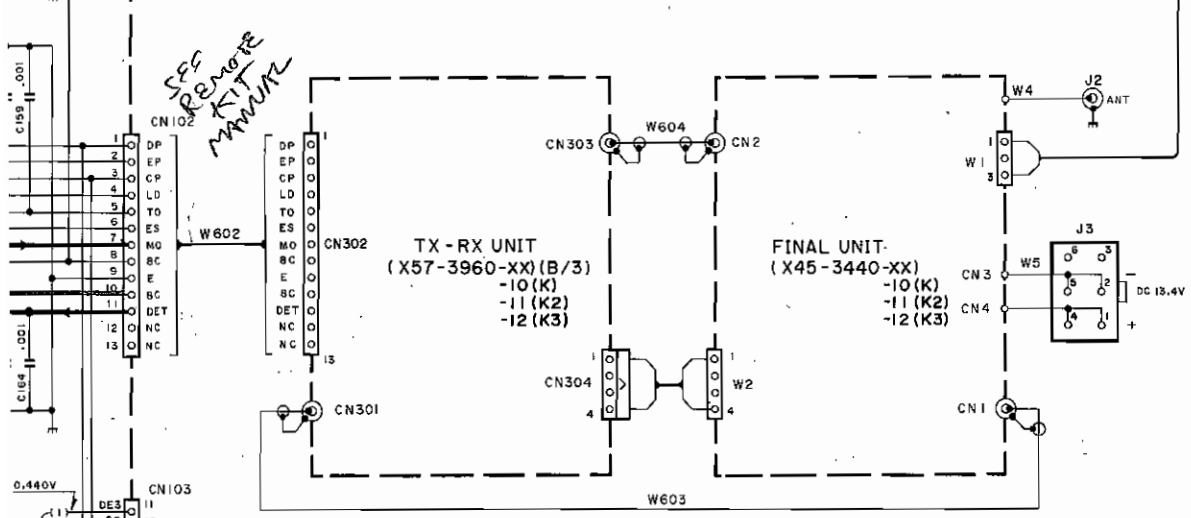 SEE
REMOTE
KIT
MANUAL
C159 .001
CN102
1 DP
2 EP
3 CP
4 LD
5 TO
6 ES
7 MO
8 8C
9 E
10 8C
11 DET
12 NC
13 NC
W602
1
DP
EP
CP
LD
TO
ES
MO
8C
E
8C
DET
NC
NC
13
CN302
C164 .001
0.440V
CN103
DE3 11
(1)
TX-RX UNIT
(X57-3960-XX)(B/3)
-10(K)
-11(K2)
-12(K3)
CN303
W604
CN2
CN304
1
4
1
4
W2
CN301
W603
FINAL UNIT
(X45-3440-XX)
-10(K)
-11(K2)
-12(K3)
W4
J2
ANT
1
W1
3
J3
CN3
W5
CN4
6 3
5 2
4 1
-
DC 13.4V
+
CN1